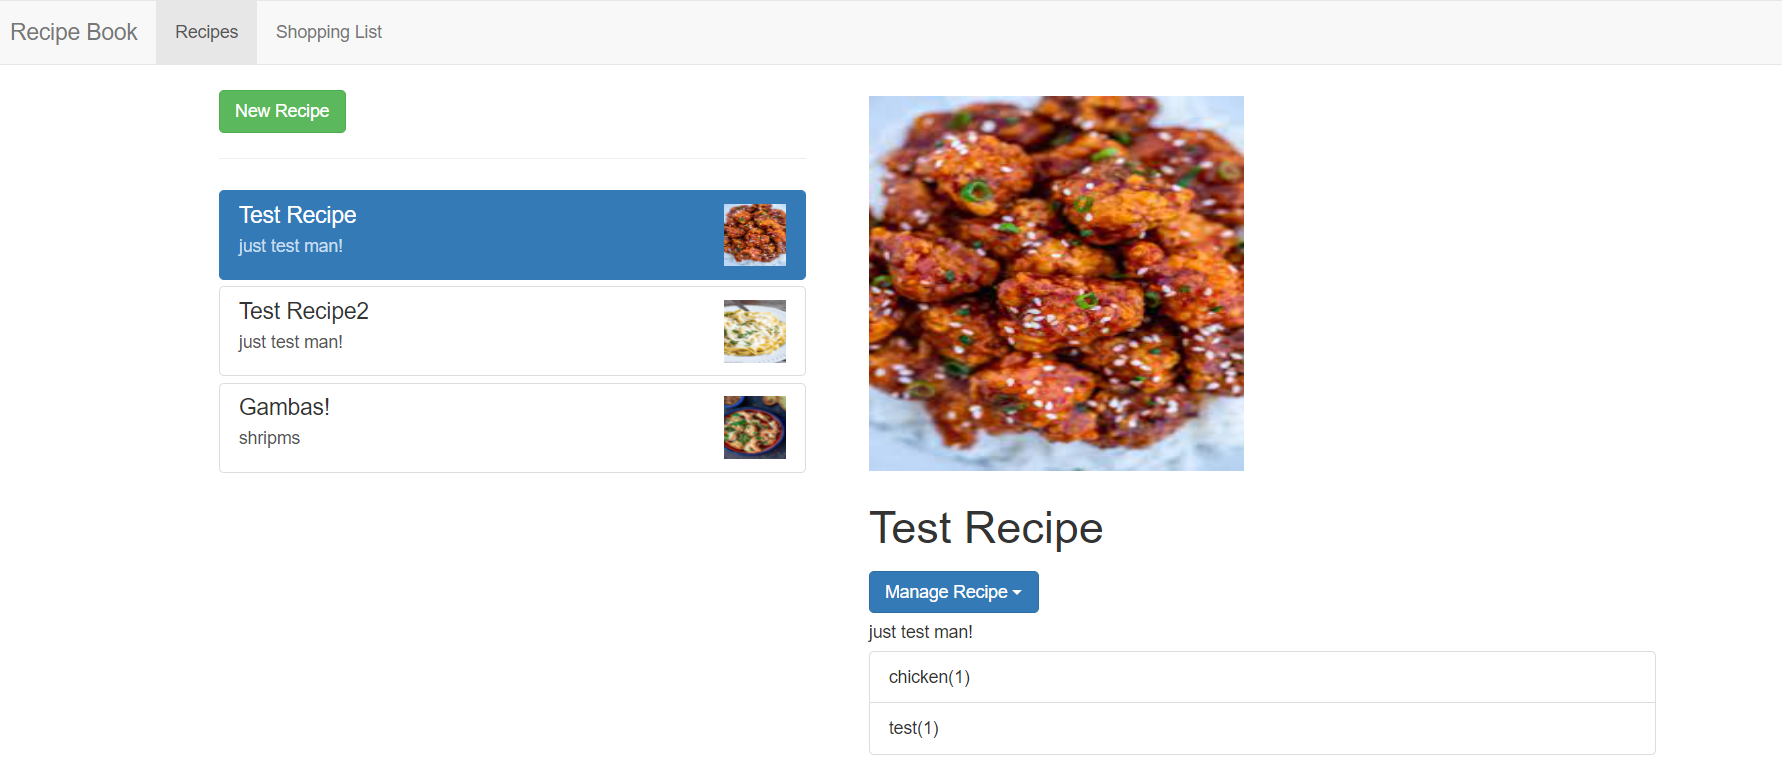 Recipe Book
Recipes
Shopping List
New Recipe
Test Recipe
just test man!
Test Recipe2
just test man!
Gambas!
shripms
Test Recipe
Manage Recipe
just test man!
chicken(1)
test(1)